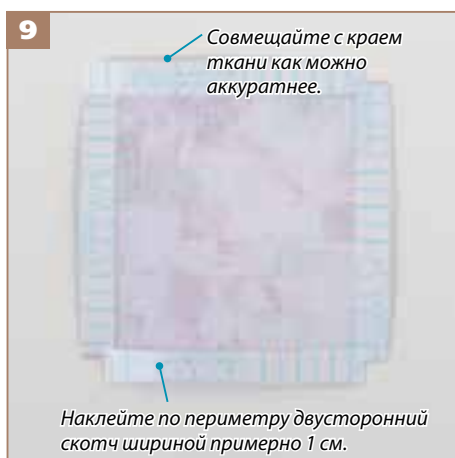 9
Совмещайте с краем
ткани как можно
аккуратнее.
Наклейте по периметру двусторонний
скотч шириной примерно 1 см.